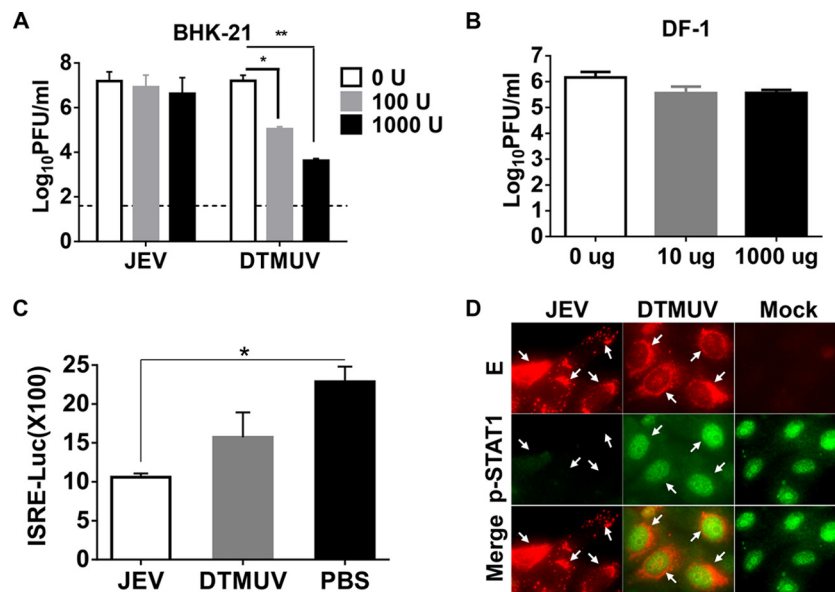 A
BHK-21
Log10PFU/ml
8
6
4
2
0
JEV
DTMUV
*
**
0 U
100 U
1000 U
B
DF-1
Log10PFU/ml
7
6
5
4
3
2
1
0
0 ug
10 ug
1000 ug
C
ISRE-Luc(X100)
25
20
15
10
5
0
*
JEV
DTMUV
PBS
D
JEV
DTMUV
Mock
E
p-STAT1
Merge